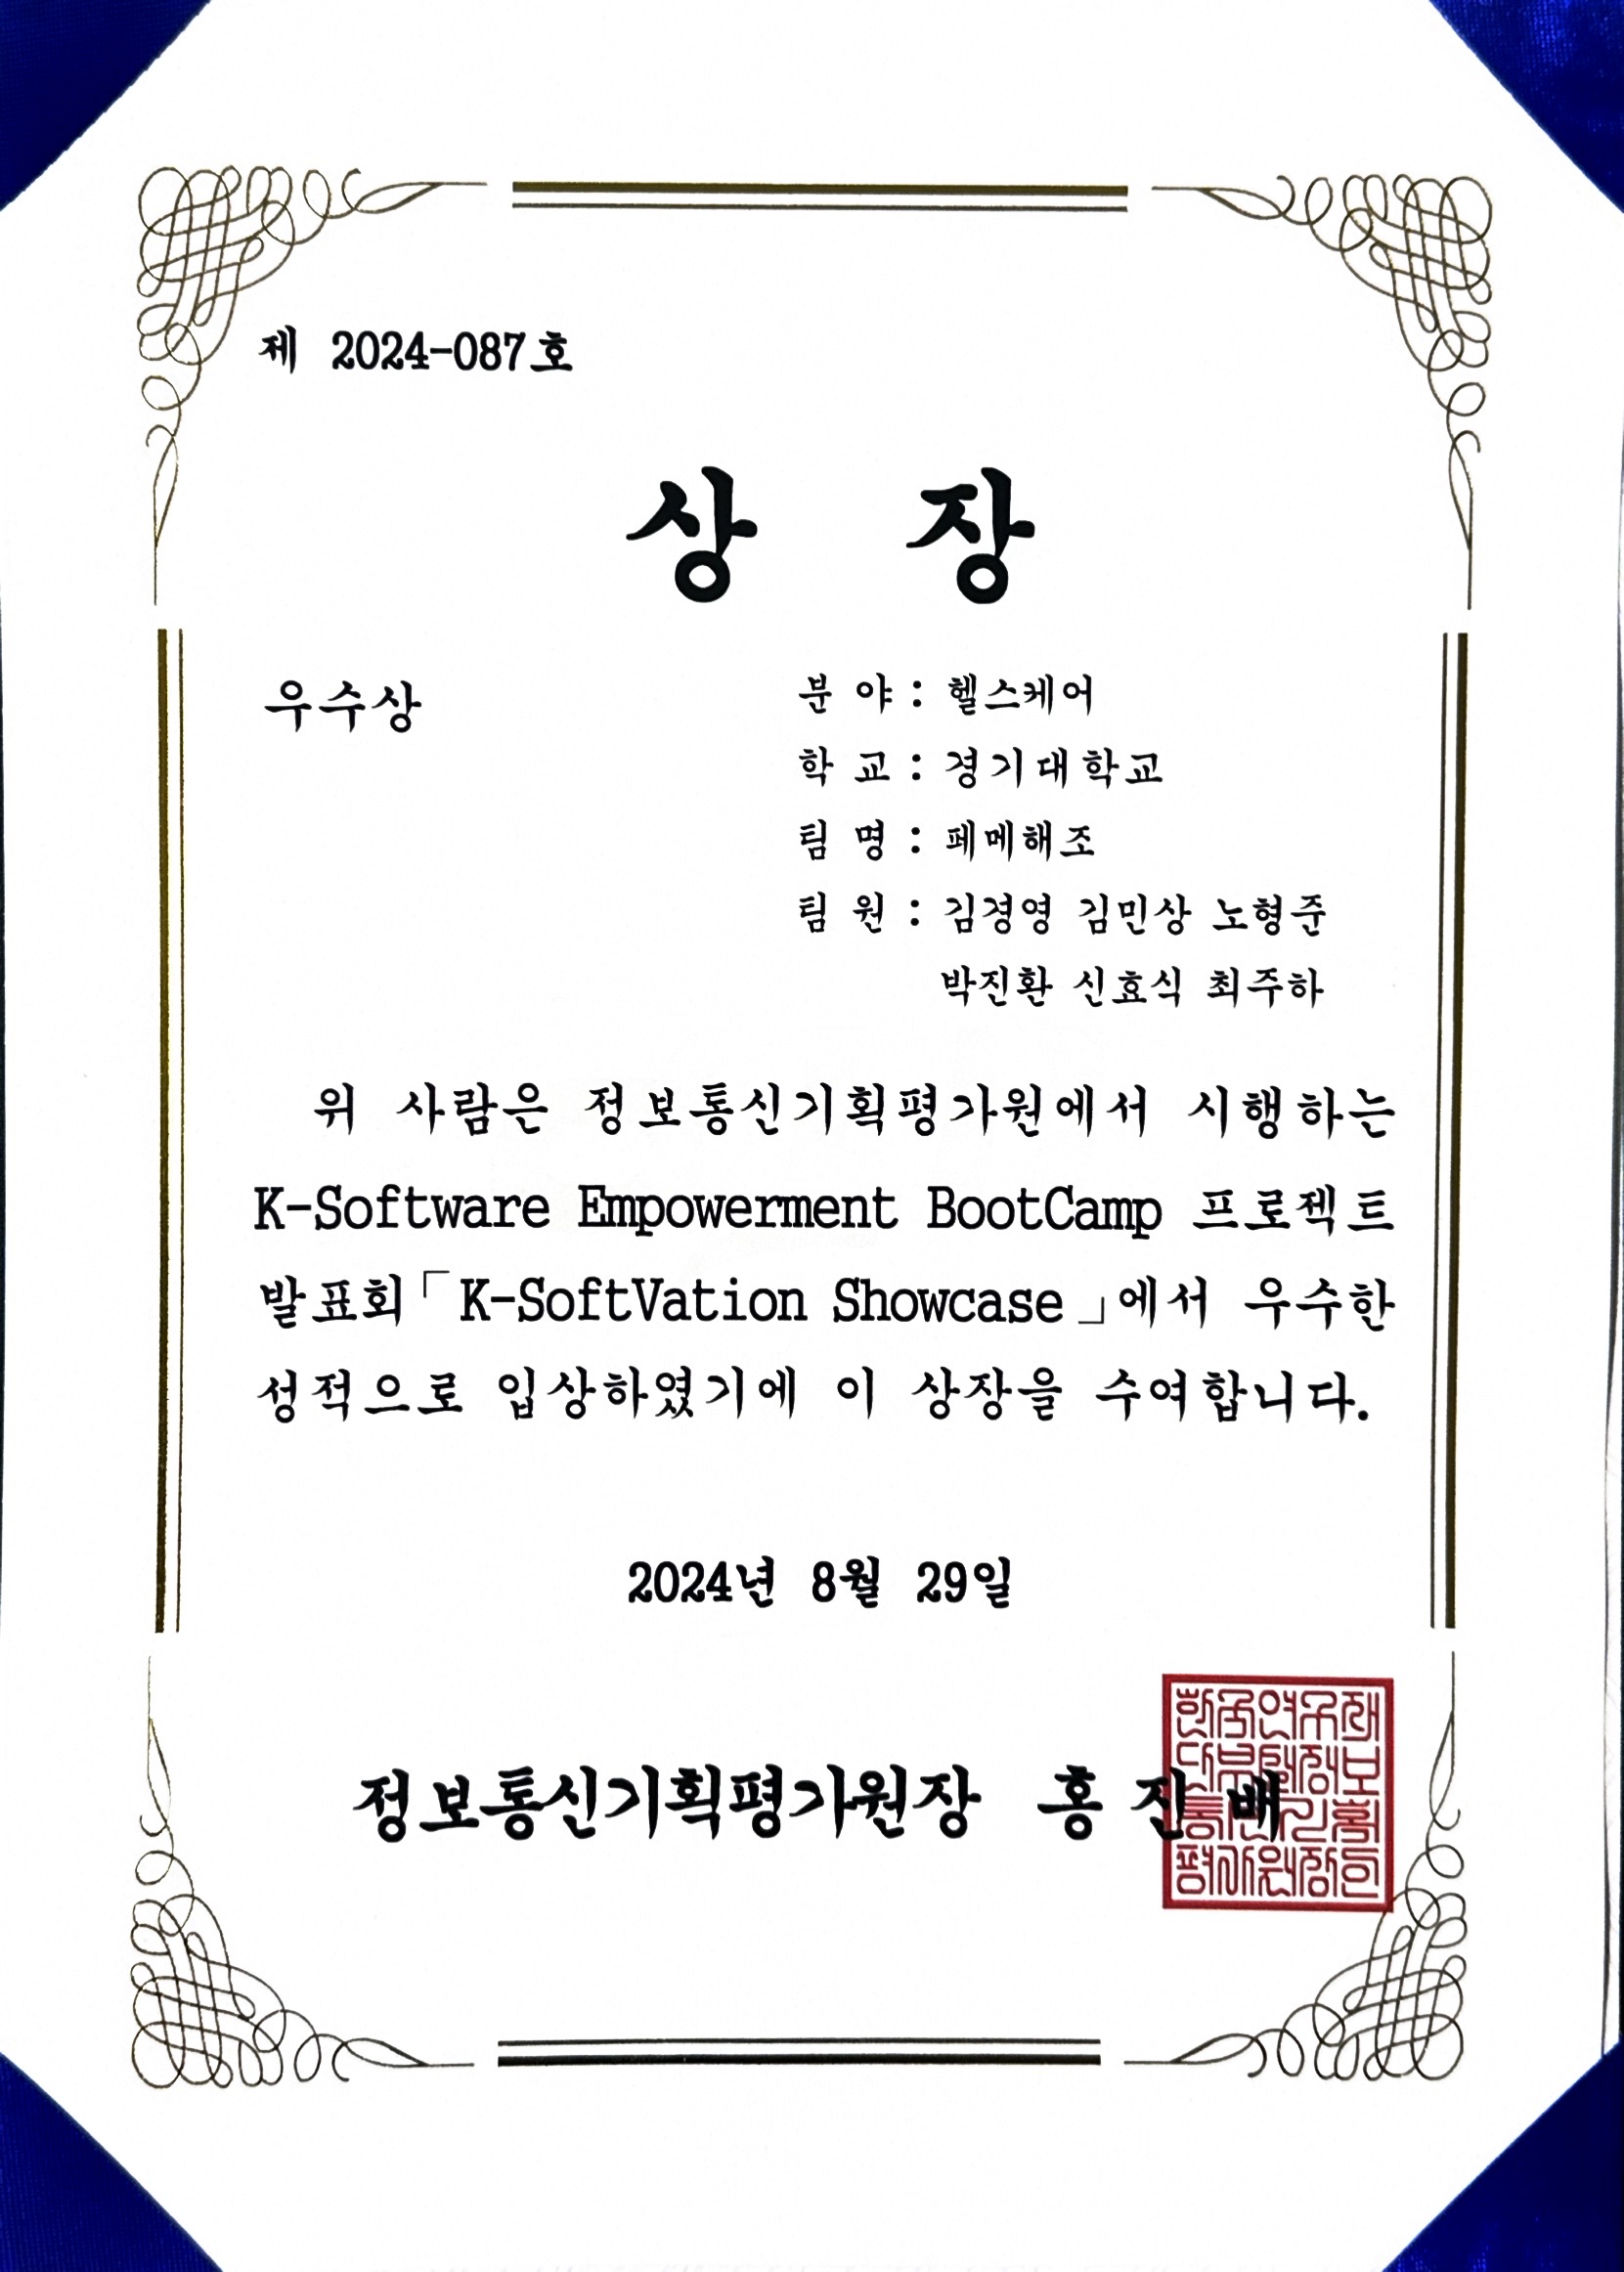 제 2024-087호
상 장
우수상
분 야 : 헬스케어
학 교 : 경기대학교
팀 명 : 페메해조
팀 원 : 김경영 김민상 노형준
박진환 신효식 최주하
위 사람은 정보통신기획평가원에서 시행하는
K-Software Empowerment BootCamp 프로젝트
발표회「K-SoftVation Showcase」에서 우수한
성적으로 입상하였기에 이 상장을 수여합니다.
2024년 8월 29일
정보통신기획평가원장 홍진배